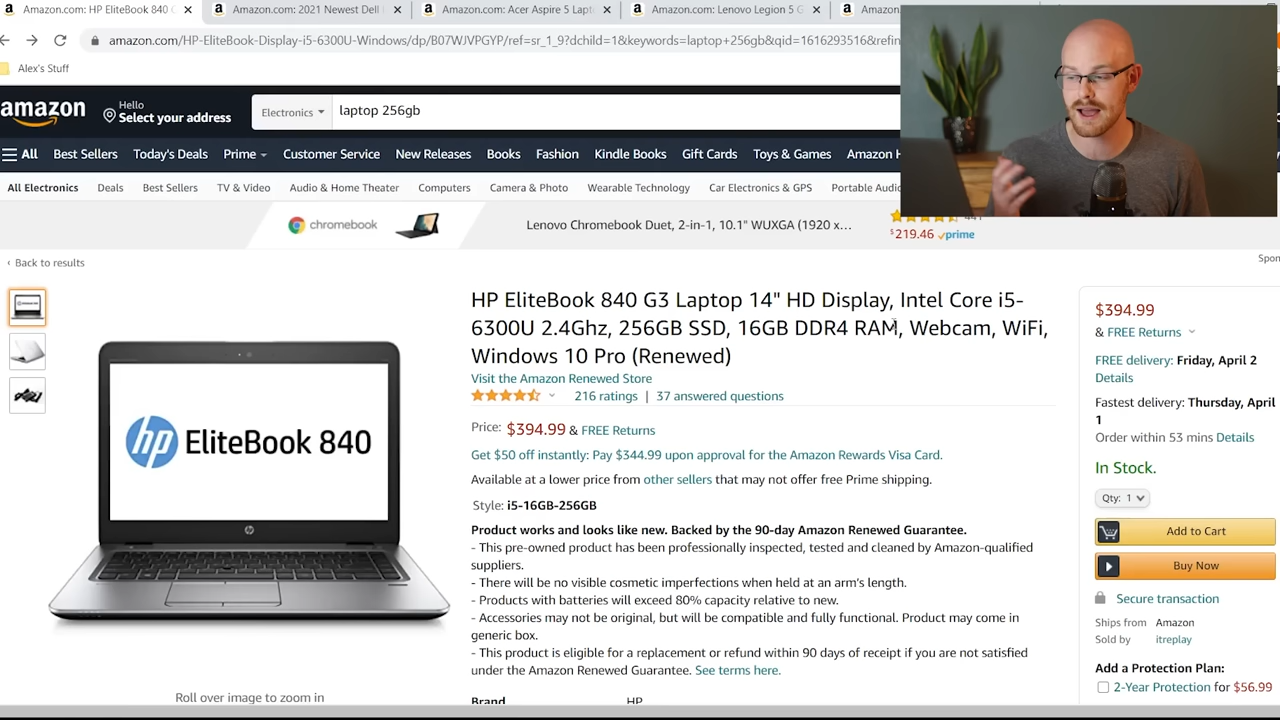 Amazon.com: HP EliteBook 840 G
Amazon.com: 2021 Newest Dell
Amazon.com: Acer Aspire 5 Lapt
Amazon.com: Lenovo Legion 5 G
Amazon.
amazon.com/HP-EliteBook-Display-i5-6300U-Windows/dp/B07WJVPGYP/ref=sr_1_9?dchild=1&keywords=laptop+256gb&qid=1616293516&refin
Alex's Stuff
amazon
Hello
Select your address
Electronics
laptop 256gb
All Best Sellers Today's Deals Prime Customer Service New Releases Books Fashion Kindle Books Gift Cards Toys & Games Amazon H
All Electronics Deals Best Sellers TV & Video Audio & Home Theater Computers Camera & Photo Wearable Technology Car Electronics & GPS Portable Audio
chromebook
Lenovo Chromebook Duet, 2-in-1, 10.1" WUXGA (1920 x...
$219.46 prime
‹ Back to results
Spon
HP EliteBook 840 G3 Laptop 14" HD Display, Intel Core i5-
6300U 2.4Ghz, 256GB SSD, 16GB DDR4 RAM, Webcam, WiFi,
Windows 10 Pro (Renewed)
Visit the Amazon Renewed Store
216 ratings | 37 answered questions
Price: $394.99 & FREE Returns
Get $50 off instantly: Pay $344.99 upon approval for the Amazon Rewards Visa Card.
Available at a lower price from other sellers that may not offer free Prime shipping.
Style: i5-16GB-256GB
Product works and looks like new. Backed by the 90-day Amazon Renewed Guarantee.
- This pre-owned product has been professionally inspected, tested and cleaned by Amazon-qualified
suppliers.
- There will be no visible cosmetic imperfections when held at an arm's length.
- Products with batteries will exceed 80% capacity relative to new.
- Accessories may not be original, but will be compatible and fully functional. Product may come in
generic box.
- This product is eligible for a replacement or refund within 90 days of receipt if you are not satisfied
under the Amazon Renewed Guarantee. See terms here.
Brand HP
hp EliteBook 840
hp
Roll over image to zoom in
$394.99
& FREE Returns
FREE delivery: Friday, April 2
Details
Fastest delivery: Thursday, April
1
Order within 53 mins Details
In Stock.
Qty: 1
Add to Cart
Buy Now
Secure transaction
Ships from Amazon
Sold by itreplay
Add a Protection Plan:
2-Year Protection for $56.99